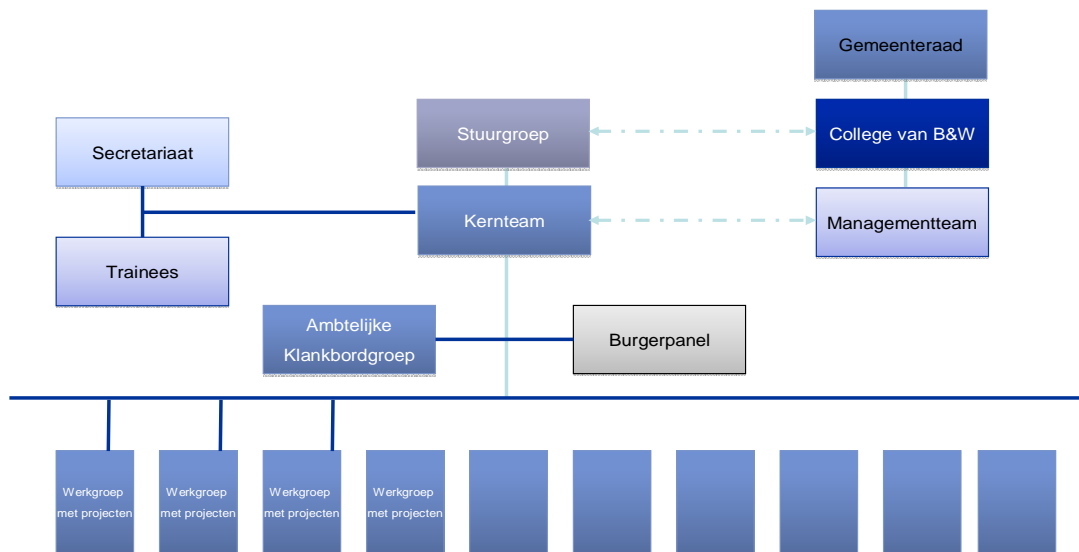 Gemeenteraad
Stuurgroep
College van B&W
Secretariaat
Kernteam
Managementteam
Trainees
Ambtelijke
Klankbordgroep
Burgerpanel
Werkgroep
met projecten
Werkgroep
met projecten
Werkgroep
met projecten
Werkgroep
met projecten